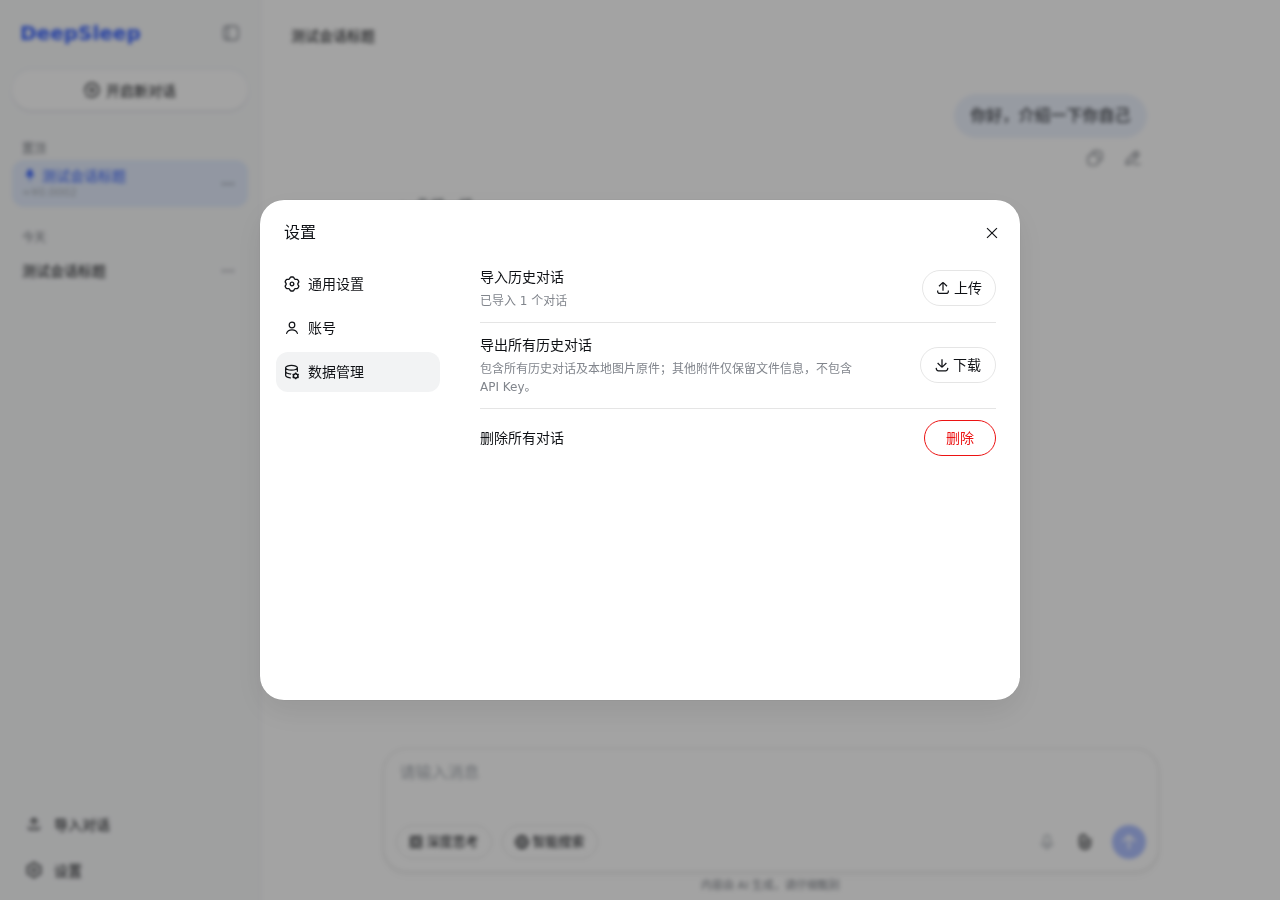 DeepSleep
测试会话标题
开启新对话
你好，介绍一下你自己
置顶
测试会话标题
今天
测试会话标题
设置
通用设置
账号
数据管理
导入历史对话
已导入 1 个对话
上传
导出所有历史对话
包含所有历史对话及本地图片原件；其他附件仅保留文件信息，不包含
API Key。
下载
删除所有对话
删除
请输入消息
深度思考
智能搜索
导入对话
设置
内容由 AI 生成，请仔细甄别